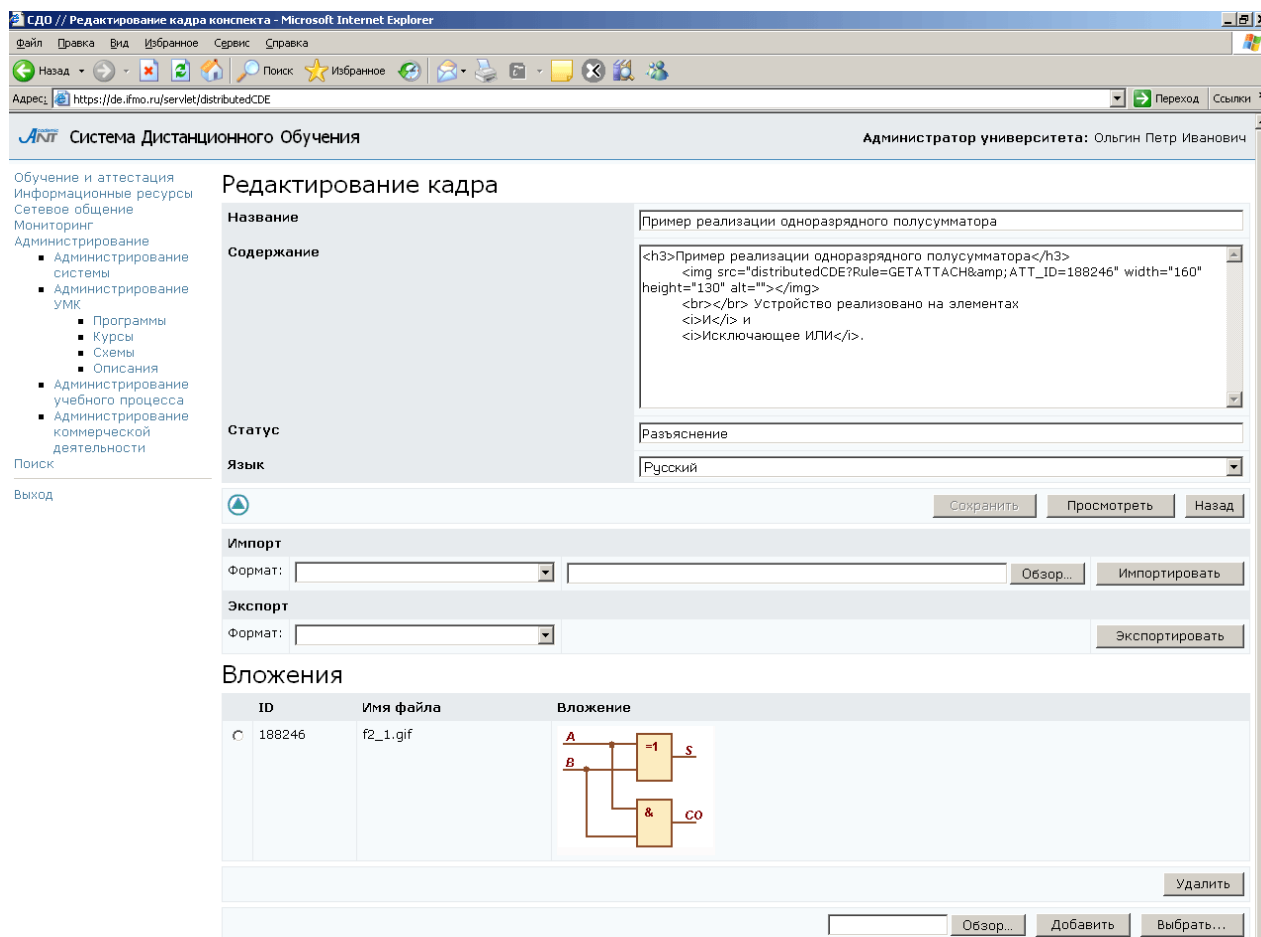 СДО // Редактирование кадра конспекта - Microsoft Internet Explorer
Файл Правка Вид Избранное Сервис Справка
Назад Поиск Избранное
Адрес: https://de.ifmo.ru/servlet/distributedCDE Переход Ссылки
Academic ANT Система Дистанционного Обучения Администратор университета: Ольгин Петр Иванович
Обучение и аттестация
Информационные ресурсы
Сетевое общение
Мониторинг
Администрирование
Администрирование
системы
Администрирование
УМК
Программы
Курсы
Схемы
Описания
Администрирование
учебного процесса
Администрирование
коммерческой
деятельности
Поиск
Выход
Редактирование кадра
Название Пример реализации одноразрядного полусумматора
Содержание <h3>Пример реализации одноразрядного полусумматора</h3>
<img src="distributedCDE?Rule=GETATTACH&amp;ATT_ID=188246" width="160"
height="130" alt=""></img>
<br></br> Устройство реализовано на элементах
<i>И</i> и
<i>Исключающее ИЛИ</i>.
Статус Разъяснение
Язык Русский
Сохранить Просмотреть Назад
Импорт
Формат: Обзор... Импортировать
Экспорт
Формат: Экспортировать
Вложения
ID Имя файла Вложение
188246 f2_1.gif
A =1 S
B
& CO
Удалить
Обзор... Добавить Выбрать...